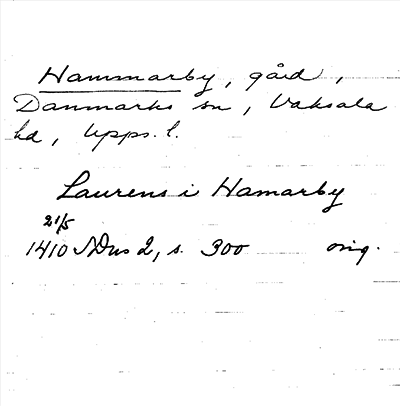 Hammarby, gård,
Danmarks sn, Vaksala
hd, Upps. l.
Laurens i Hamarby
21/5
1410 SDns 2, s. 300 orig.